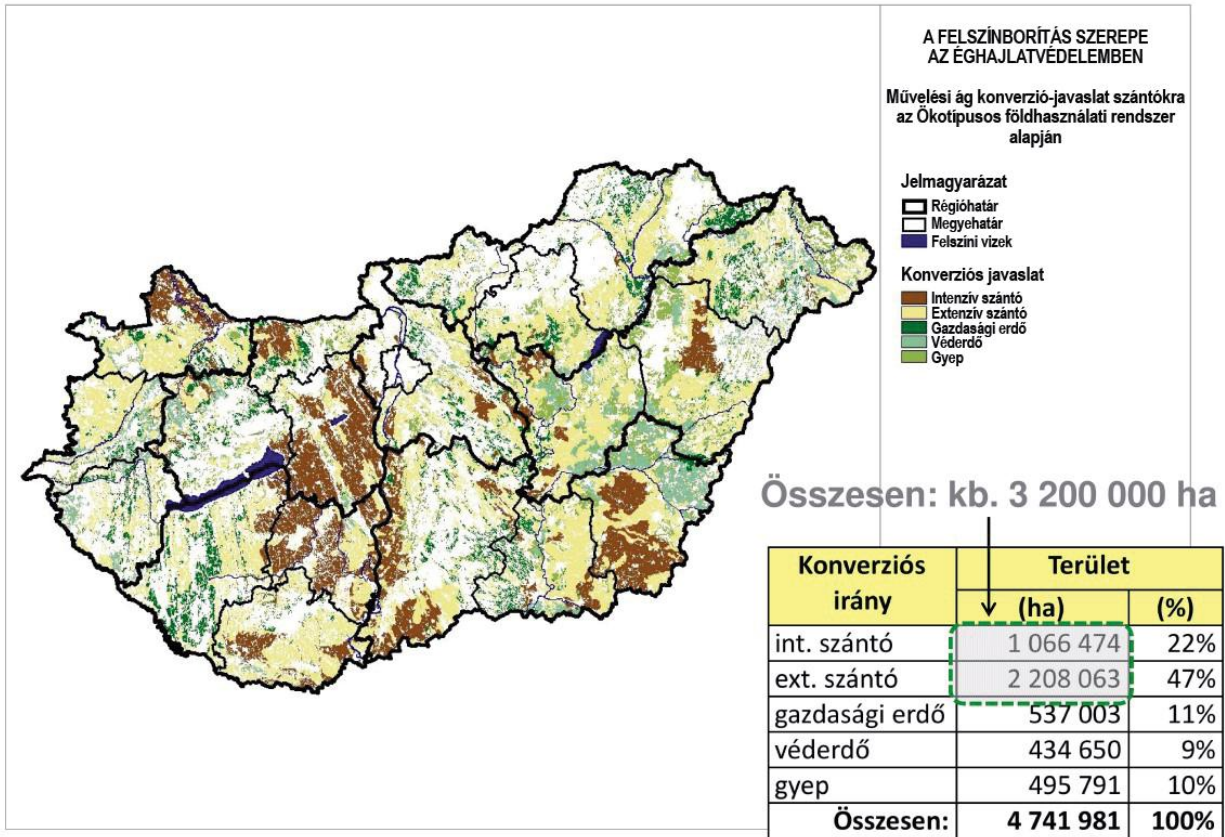 A FELSZÍNBORÍTÁS SZEREPE
AZ ÉGHAJLATVÉDELEMBEN
Művelési ág konverzió-javaslat szántókra
az Ökotípusos földhasználati rendszer
alapján
Jelmagyarázat
Régióhatár
Megyehatár
Felszíni vizek
Konverziós javaslat
Intenzív szántó
Extenzív szántó
Gazdasági erdő
Véderdő
Gyep
Összesen: kb. 3 200 000 ha
Konverziós Terület
irány (ha) (%)
int. szántó 1 066 474 22%
ext. szántó 2 208 063 47%
gazdasági erdő 537 003 11%
véderdő 434 650 9%
gyep 495 791 10%
Összesen: 4 741 981 100%